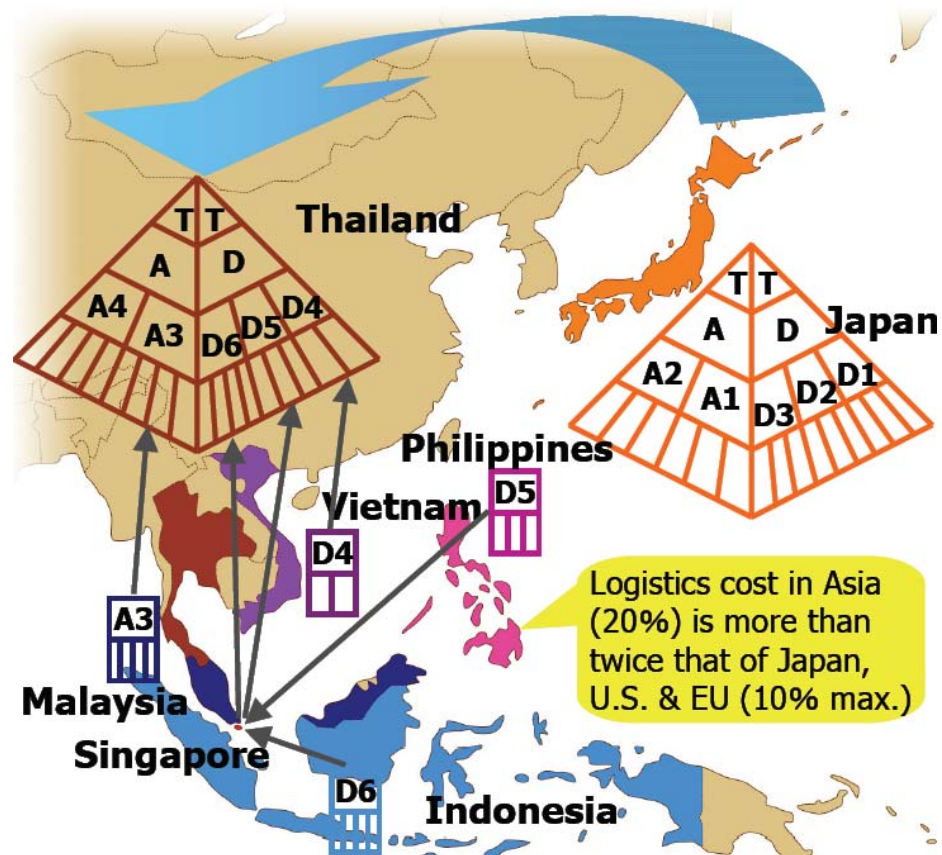 Thailand
T T
A D
A4 A3 D6 D5 D4
Japan
T T
A D
A2 A1 D3 D2 D1
Philippines
D5
Vietnam
D4
A3
Malaysia
Singapore
D6
Indonesia
Logistics cost in Asia
(20%) is more than
twice that of Japan,
U.S. & EU (10% max.)